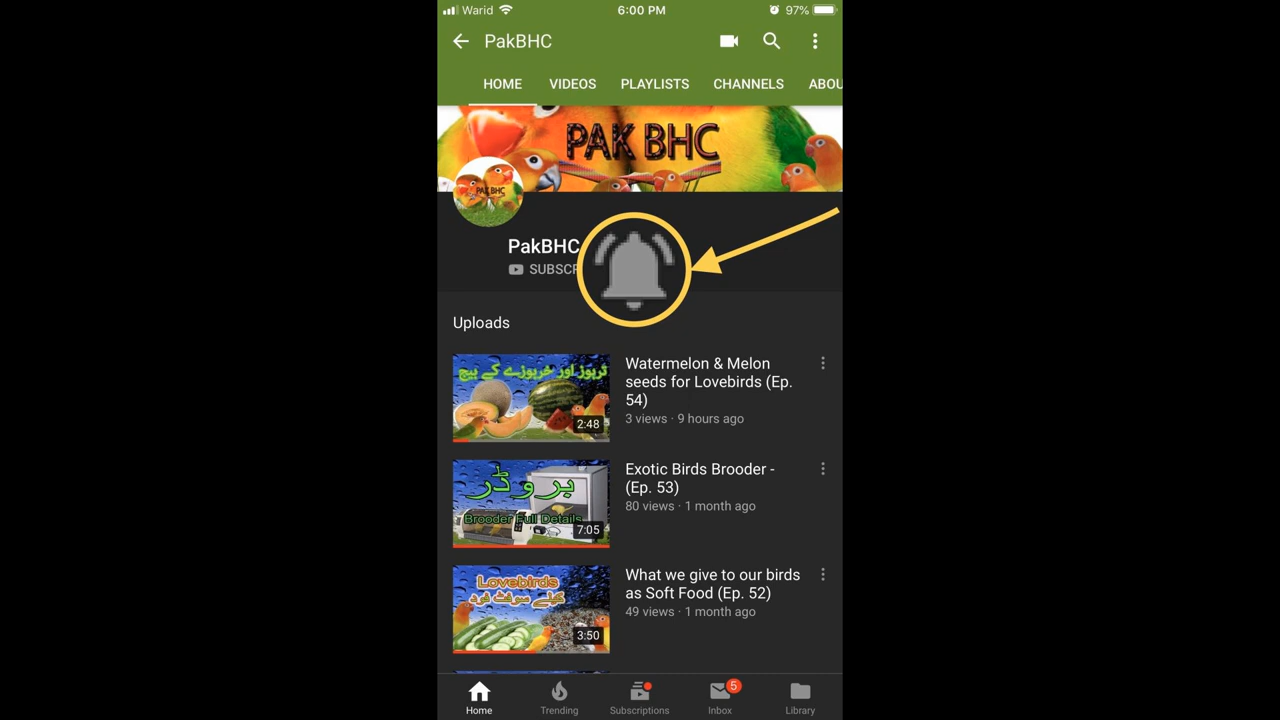 Warid
6:00 PM
97%
PakBHC
HOME VIDEOS PLAYLISTS CHANNELS ABOU
PAK BHC
PAK BHC
PakBHC
SUBSCR
Uploads
تربوز اور خربوزے کے بیچ
2:48
Watermelon & Melon
seeds for Lovebirds (Ep.
54)
3 views · 9 hours ago
بروڈر
Brooder Full Details
7:05
Exotic Birds Brooder -
(Ep. 53)
80 views · 1 month ago
Lovebirds
کیلے سوفٹ فوڈ
3:50
What we give to our birds
as Soft Food (Ep. 52)
49 views · 1 month ago
Home Trending Subscriptions 5 Inbox Library